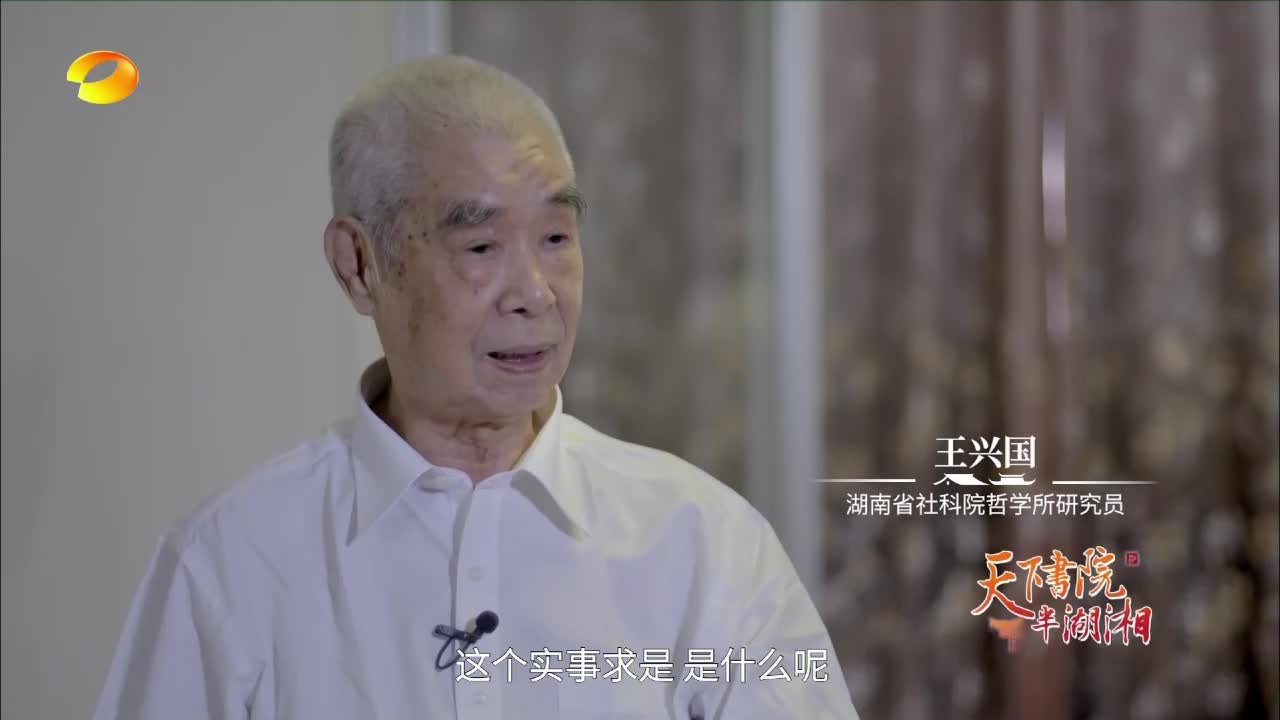 王兴国
湖南省社科院哲学所研究员
天下書院
半湖湘
这个实事求是 是什么呢